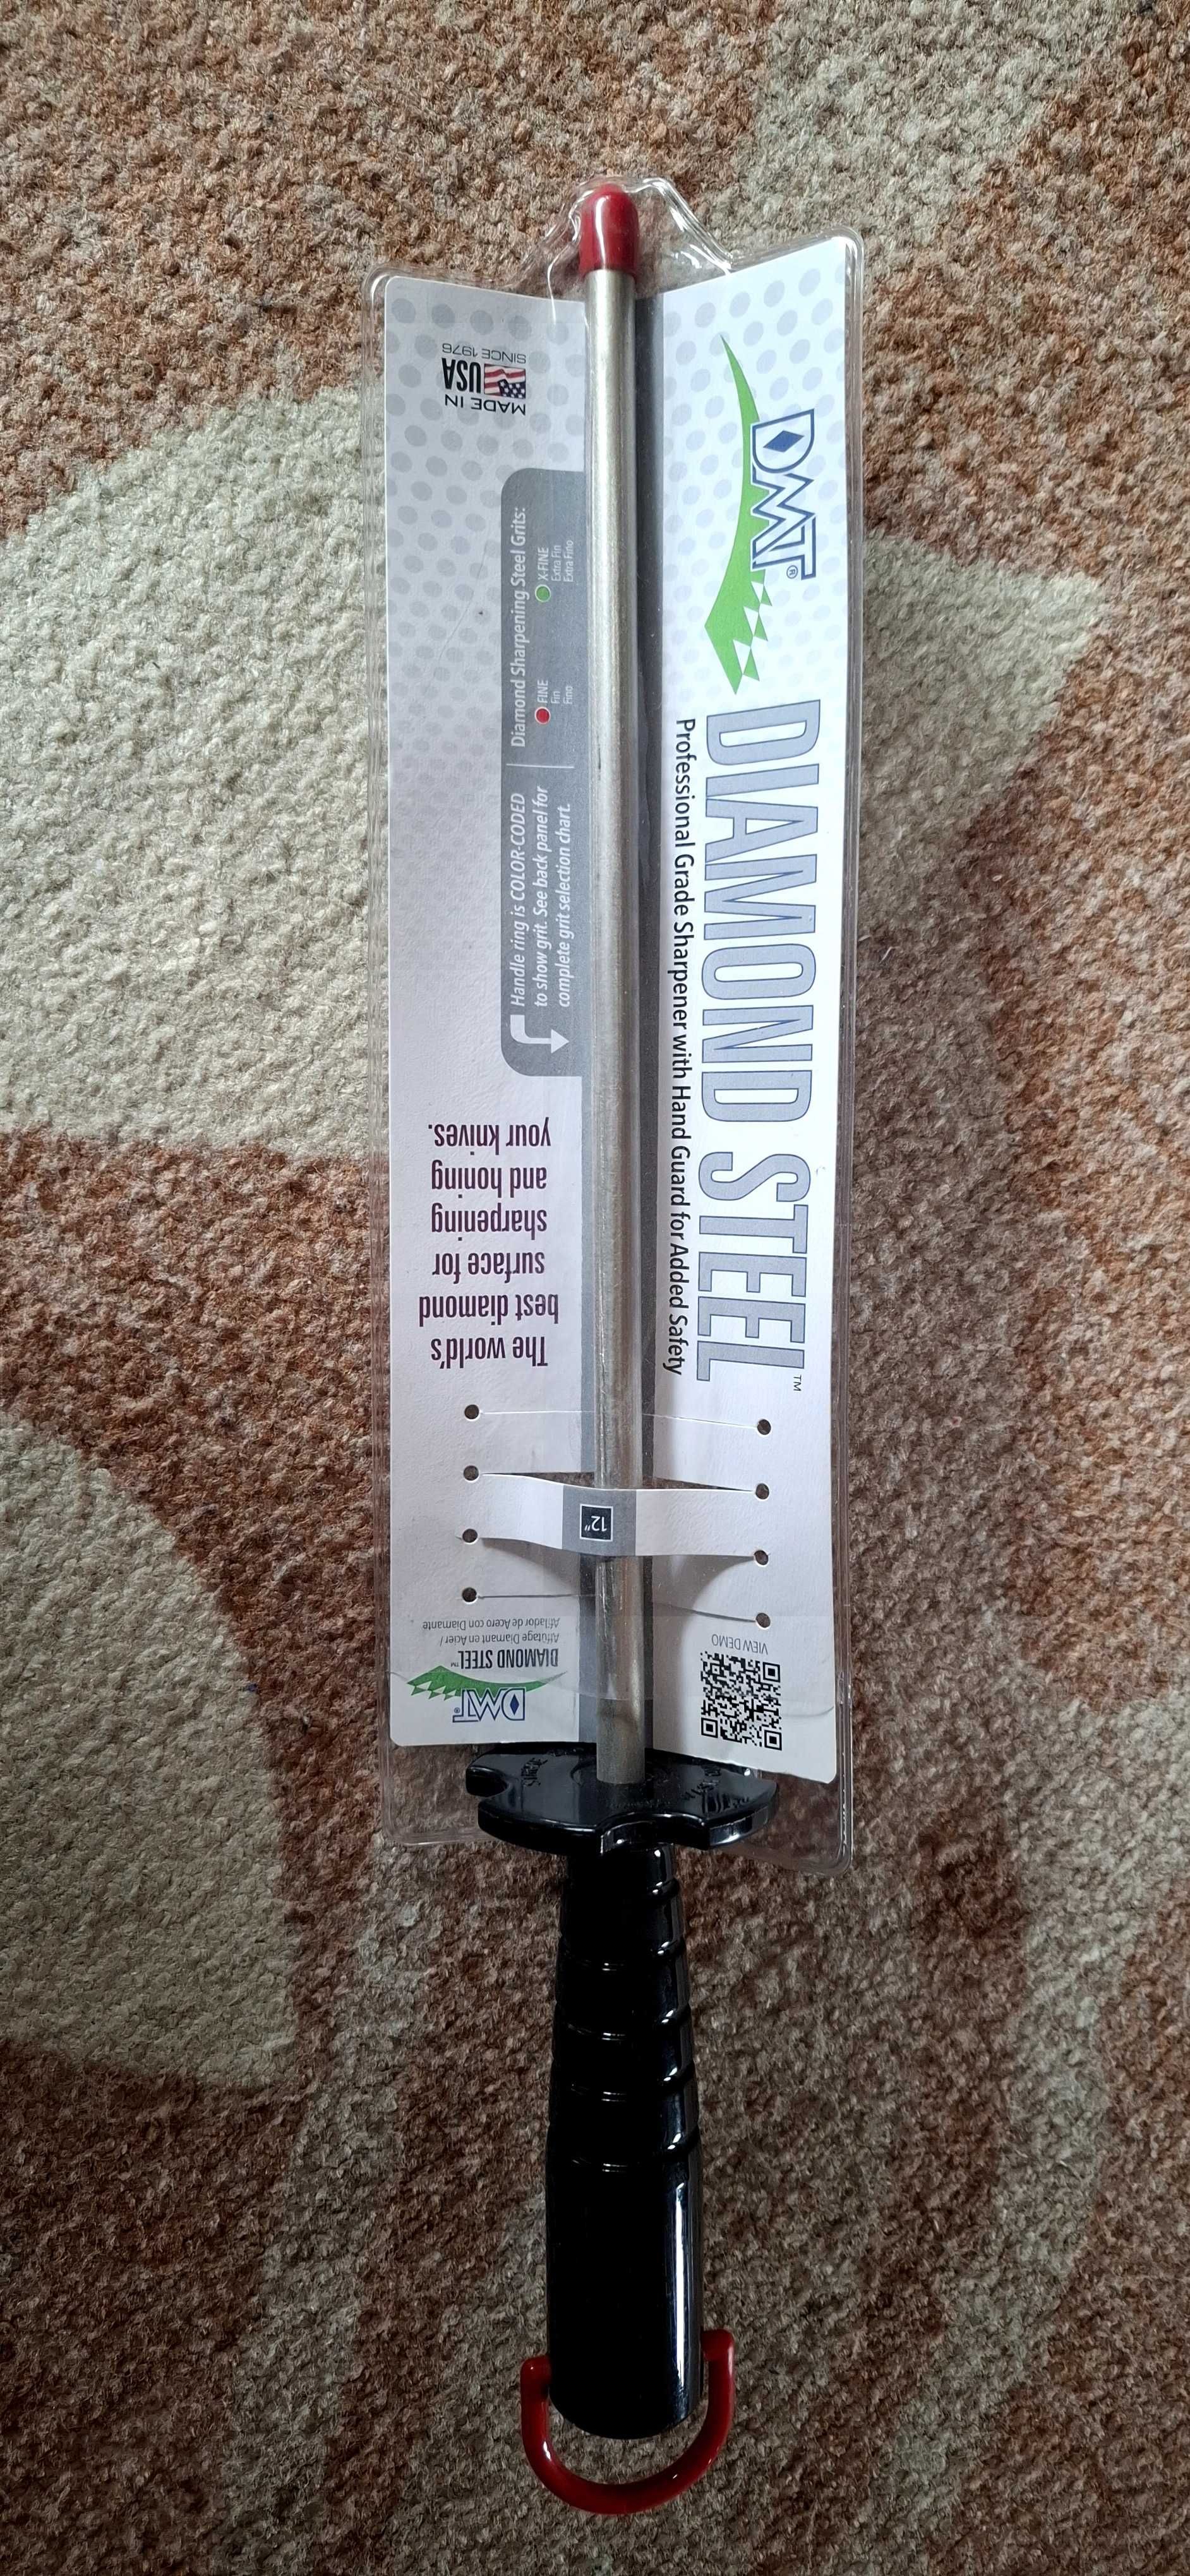 DMT®
DIAMOND STEEL™
Professional Grade Sharpener with Hand Guard for Added Safety
MADE IN
USA
SINCE 1976
Diamond Sharpening Steel Grits:
FINE
Fin
Fino
X-FINE
Extra Fin
Extra Fino
Handle ring is COLOR-CODED
to show grit. See back panel for
complete grit selection chart.
The world's
best diamond
surface for
sharpening
and honing
your knives.
12"
VIEW DEMO
DMT®
DIAMOND STEEL™
Affûtage Diamant en Acier /
Afilador de Acero con Diamante